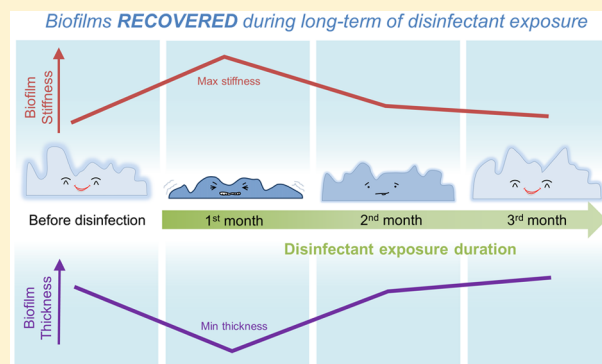 Biofilms RECOVERED during long-term of disinfectant exposure
Biofilm
Stiffness
Max stiffness
Before disinfection
1st month
2nd month
3rd month
Disinfectant exposure duration
Biofilm
Thickness
Min thickness